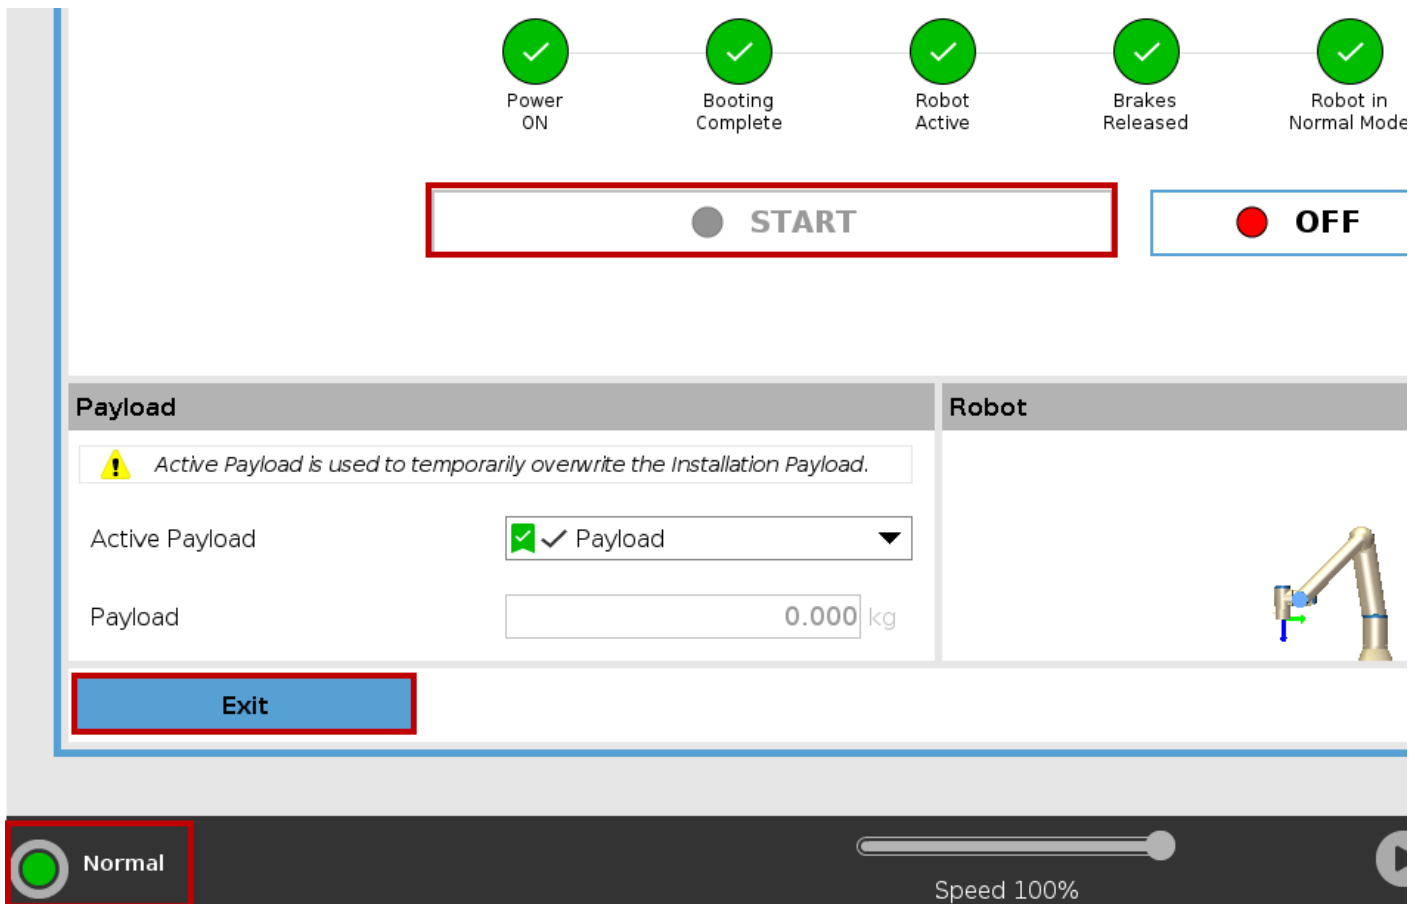 Power
ON
Booting
Complete
Robot
Active
Brakes
Released
Robot in
Normal Mode
START
OFF
Payload
Robot
Active Payload is used to temporarily overwrite the Installation Payload.
Active Payload
Payload
Payload
0.000 kg
Exit
Normal
Speed 100%